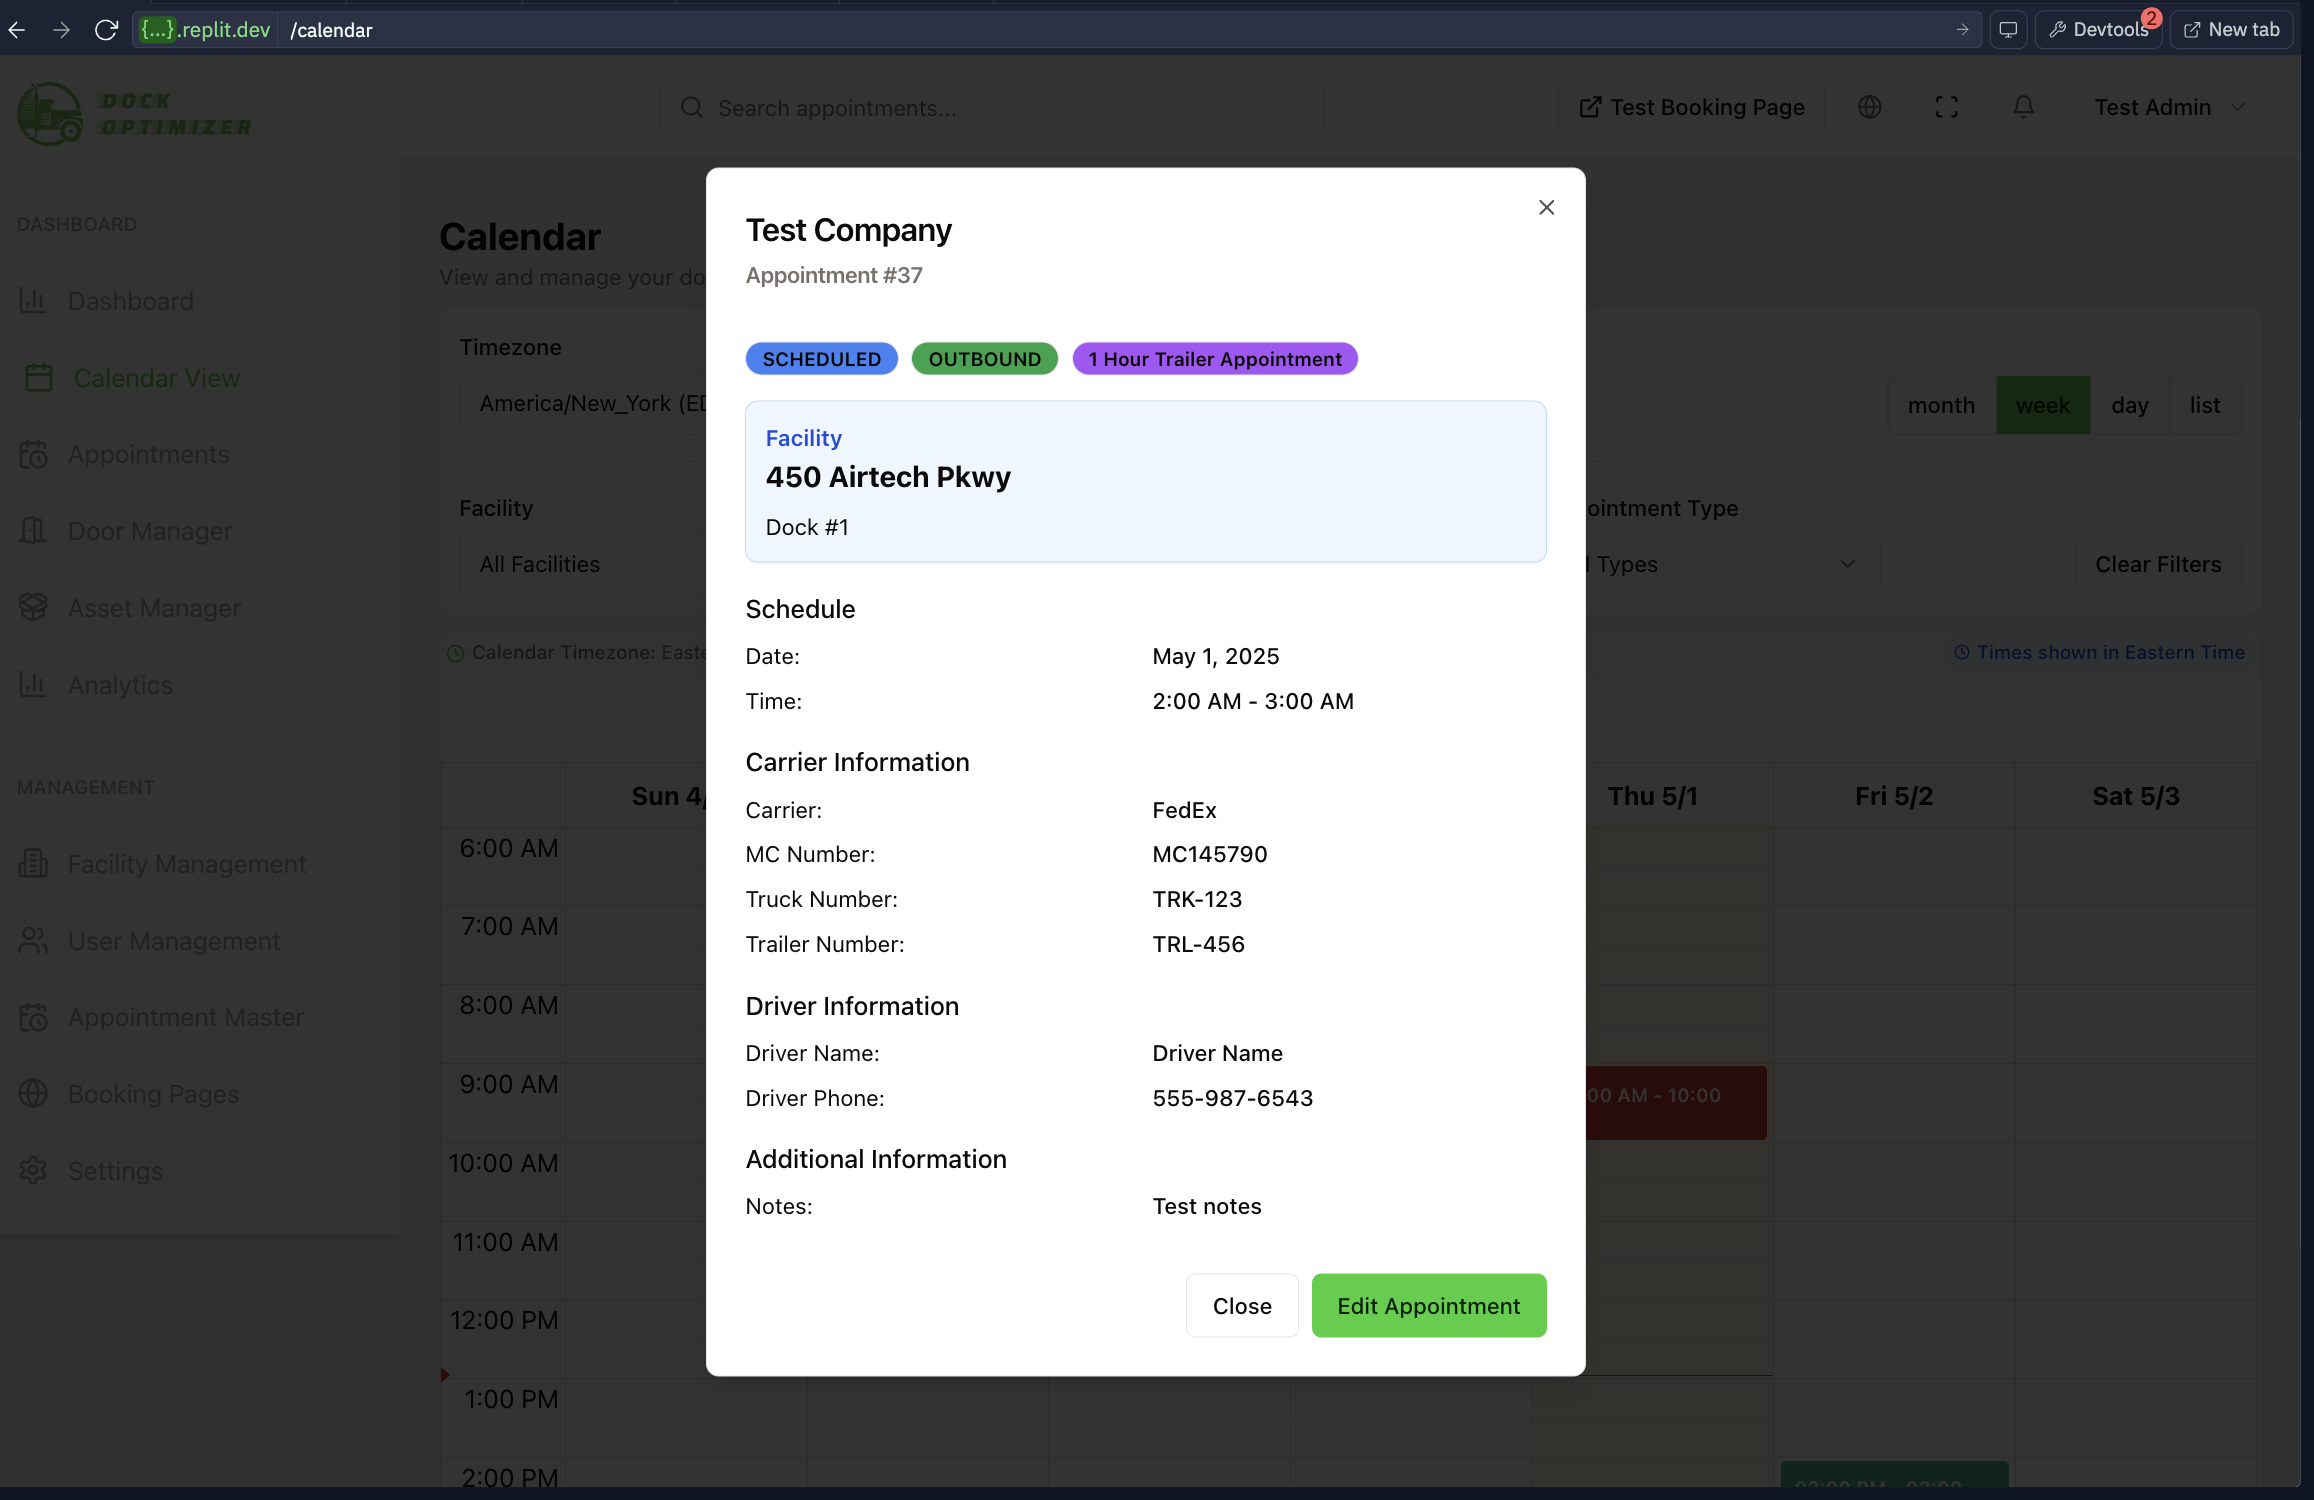 {...}.replit.dev /calendar
Devtools 2
New tab
DOCK
OPTIMIZER
Search appointments...
Test Booking Page
Test Admin
DASHBOARD
Dashboard
Calendar View
Appointments
Door Manager
Asset Manager
Analytics
MANAGEMENT
Facility Management
User Management
Appointment Master
Booking Pages
Settings
Calendar
View and manage your do
Timezone
America/New_York (ED
month week day list
Facility
All Facilities
ointment Type
Types
Clear Filters
Calendar Timezone: Easte
Times shown in Eastern Time
Sun 4/
Thu 5/1
Fri 5/2
Sat 5/3
6:00 AM
7:00 AM
8:00 AM
9:00 AM
10:00 AM
11:00 AM
12:00 PM
1:00 PM
2:00 PM
00 AM - 10:00
Test Company
Appointment #37
SCHEDULED OUTBOUND 1 Hour Trailer Appointment
Facility
450 Airtech Pkwy
Dock #1
Schedule
Date: May 1, 2025
Time: 2:00 AM - 3:00 AM
Carrier Information
Carrier: FedEx
MC Number: MC145790
Truck Number: TRK-123
Trailer Number: TRL-456
Driver Information
Driver Name: Driver Name
Driver Phone: 555-987-6543
Additional Information
Notes: Test notes
Close
Edit Appointment